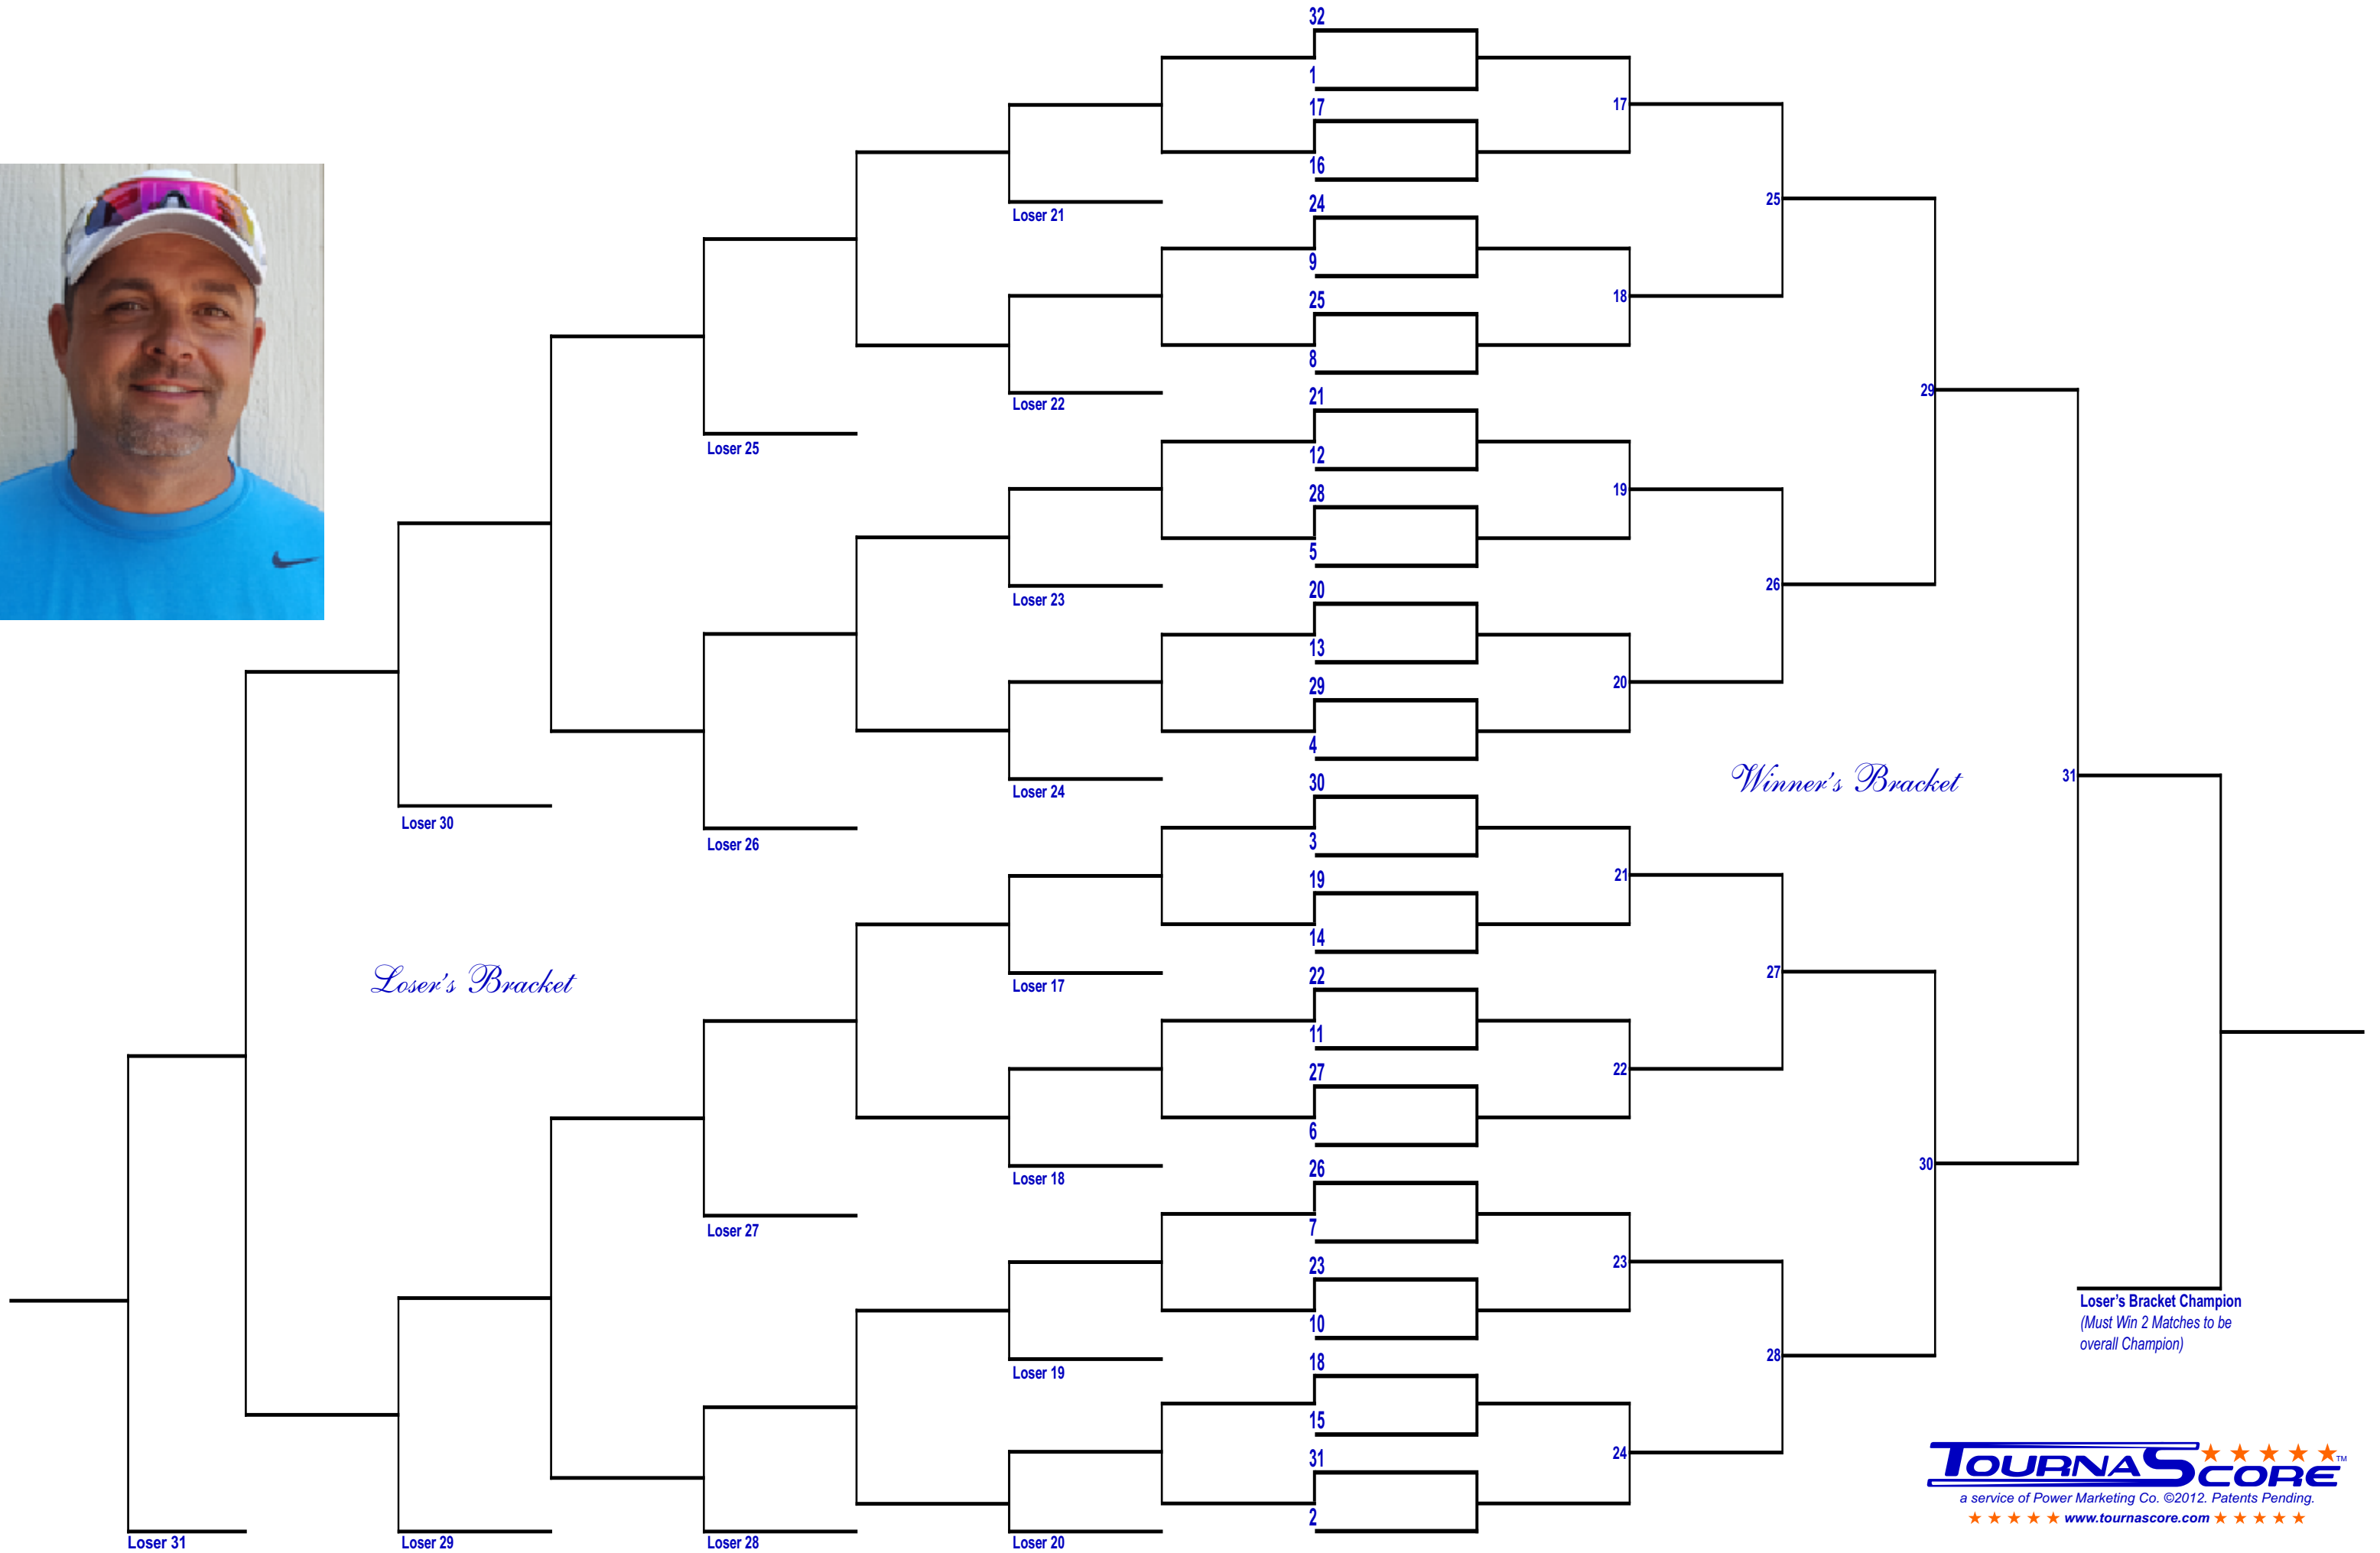 32
1
17
17
16
25
Loser 21
24
9
18
25
8
29
Loser 22
21
12
Loser 25
19
28
5
26
Loser 23
20
13
20
29
4
Winner's Bracket
31
30
Loser 24
Loser 30
3
Loser 26
21
19
14
27
Loser's Bracket
22
Loser 17
11
22
27
6
30
26
Loser 18
7
Loser 27
23
23
Loser's Bracket Champion
(Must Win 2 Matches to be
overall Champion)
10
28
18
Loser 19
15
24
31
TOURNASCORE™
a service of Power Marketing Co. ©2012. Patents Pending.
www.tournascore.com
2
Loser 31
Loser 29
Loser 28
Loser 20